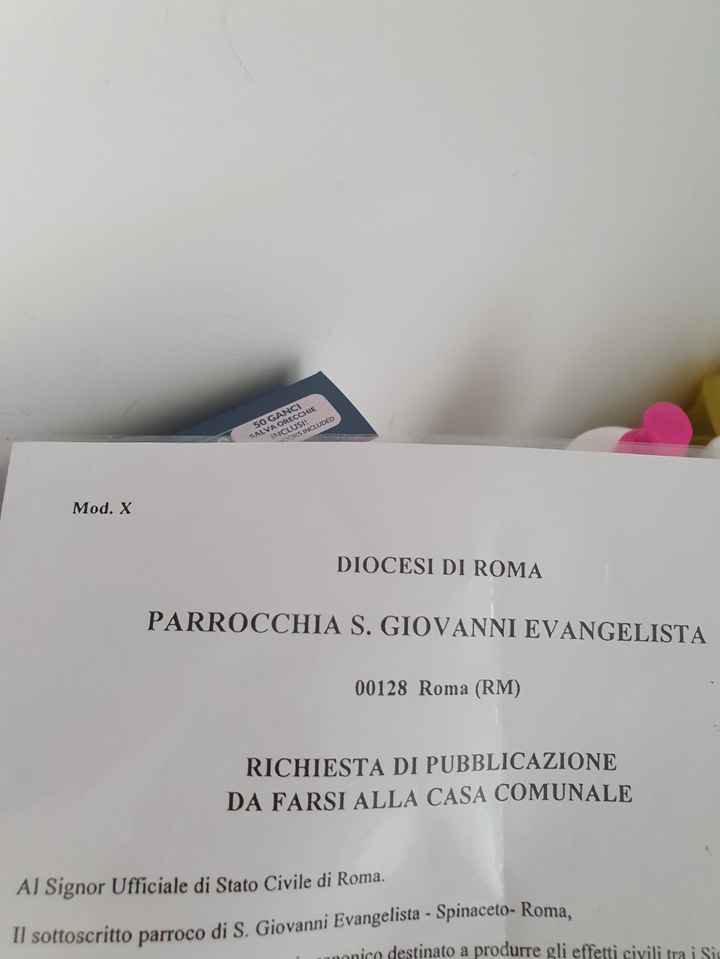 50 GANCI
SALVA ORECCHIE
INCLUSI!
HOOKS INCLUDED
Mod. X
DIOCESI DI ROMA
PARROCCHIA S. GIOVANNI EVANGELISTA
00128 Roma (RM)
RICHIESTA DI PUBBLICAZIONE
DA FARSI ALLA CASA COMUNALE
Al Signor Ufficiale di Stato Civile di Roma.
Il sottoscritto parroco di S. Giovanni Evangelista - Spinaceto- Roma,
destinato a produrre gli effetti civili tra i